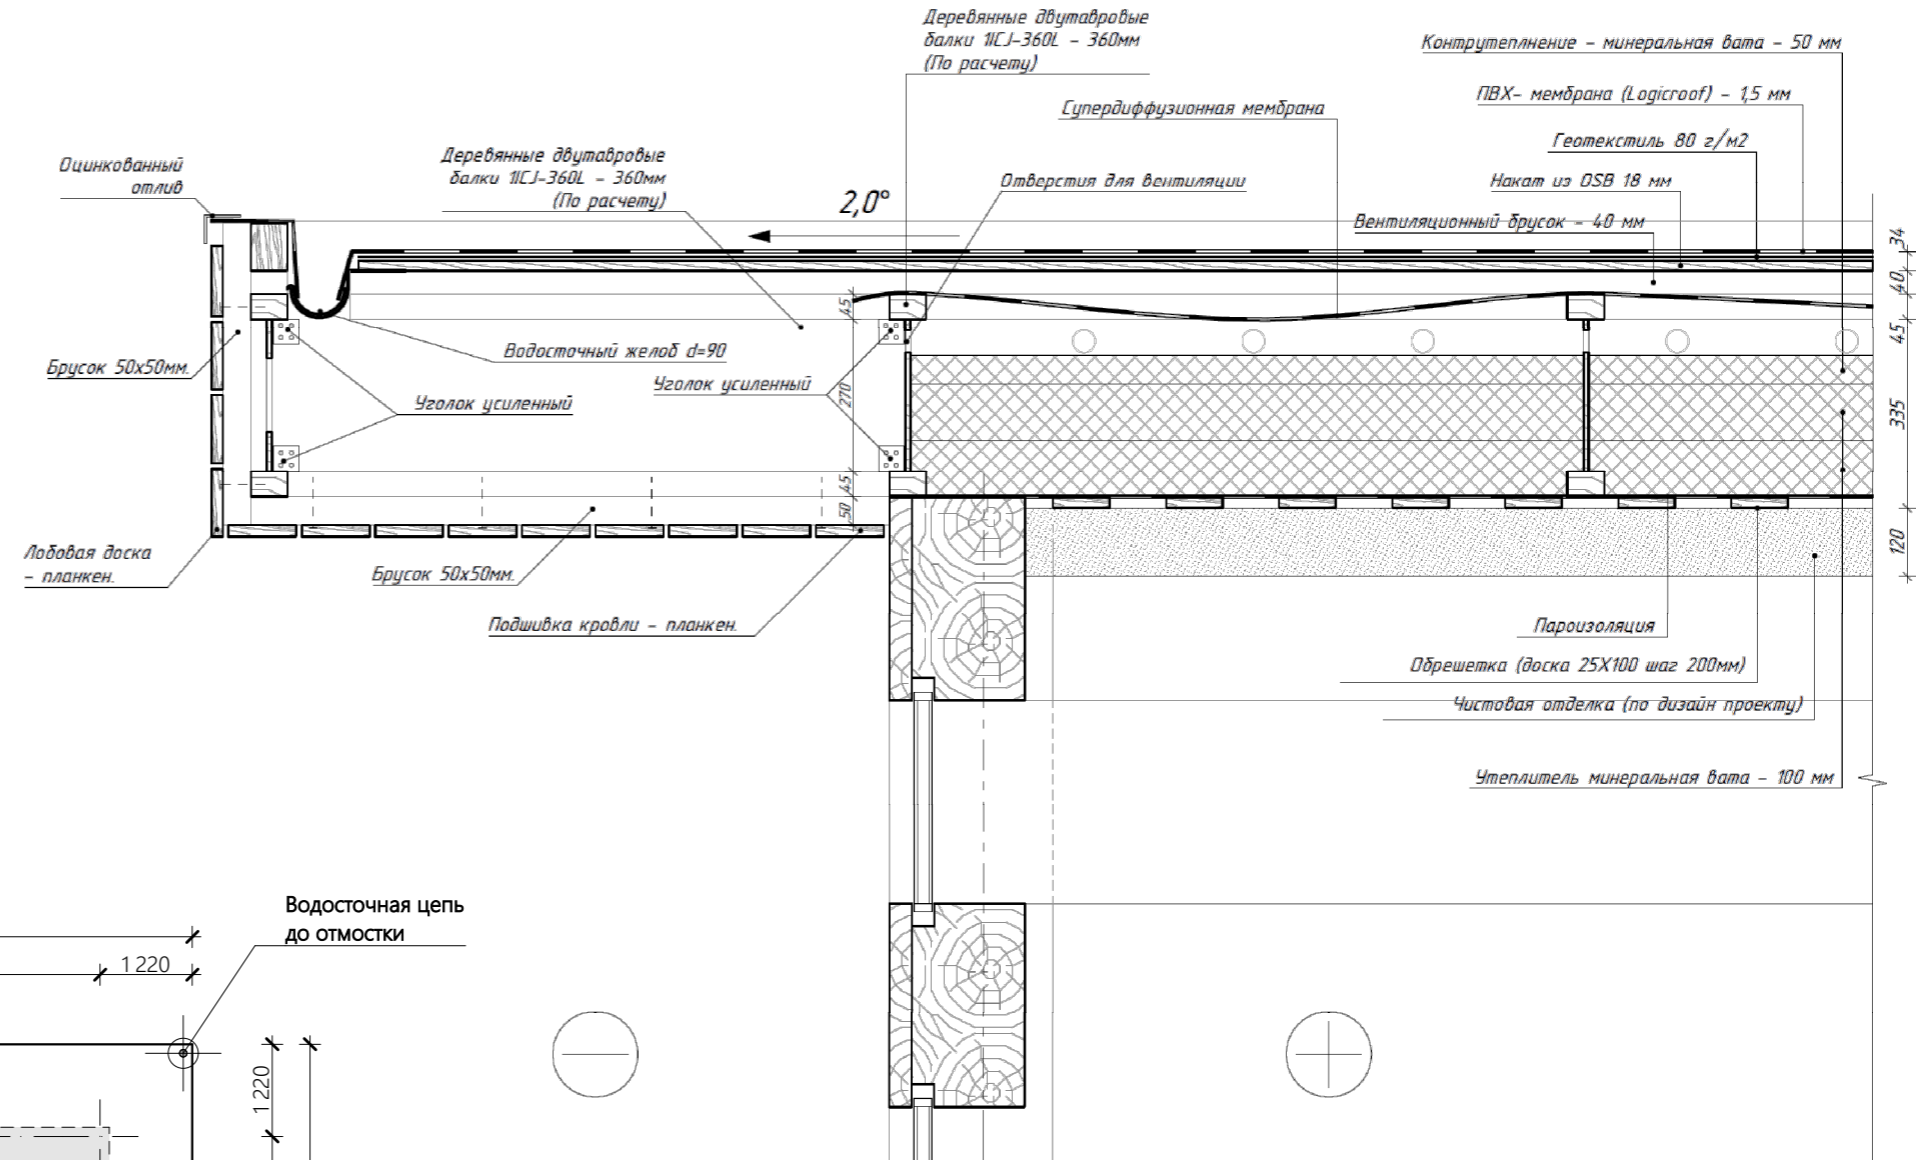 Деревянные двутавровые
балки 1ICJ-360L - 360мм
(По расчету)
Контрутеплнение - минеральная вата - 50 мм
ПВХ- мембрана (Logicroof) - 1,5 мм
Супердиффузионная мембрана
Геотекстиль 80 г/м2
Оцинкованный
отлив
Деревянные двутавровые
балки 1ICJ-360L - 360мм
(По расчету)
2,0°
Отверстия для вентиляции
Накат из OSB 18 мм
Вентиляционный брусок - 40 мм
34
40
45
335
120
45
270
45
50
Водосточный желоб d=90
Брусок 50х50мм.
Уголок усиленный
Уголок усиленный
Лобовая доска
- планкен.
Брусок 50х50мм.
Подшивка кровли - планкен.
Пароизоляция
Обрешетка (доска 25Х100 шаг 200мм)
Чистовая отделка (по дизайн проекту)
Утеплитель минеральная вата - 100 мм
Водосточная цепь
до отмостки
1 220
1 220